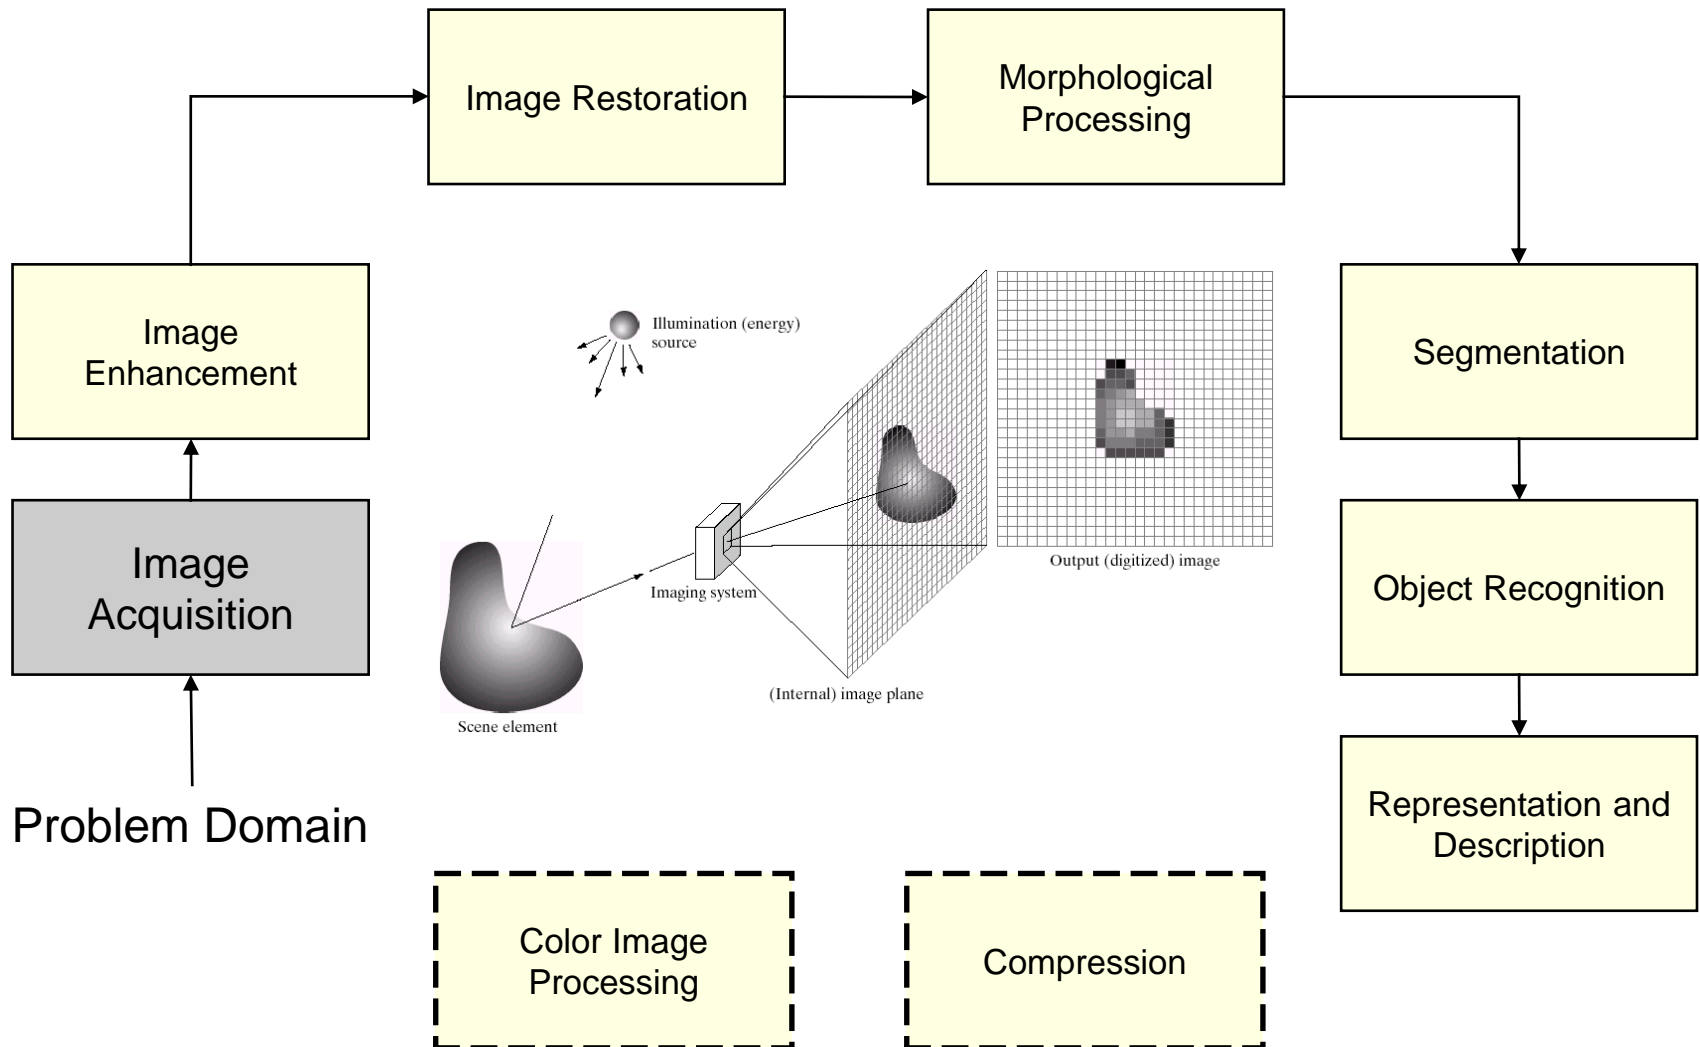 Image Restoration
Morphological
Processing
Image
Enhancement
Illumination (energy)
source
Segmentation
Image
Acquisition
Imaging system
Output (digitized) image
Object Recognition
(Internal) image plane
Scene element
Problem Domain
Representation and
Description
Color Image
Processing
Compression